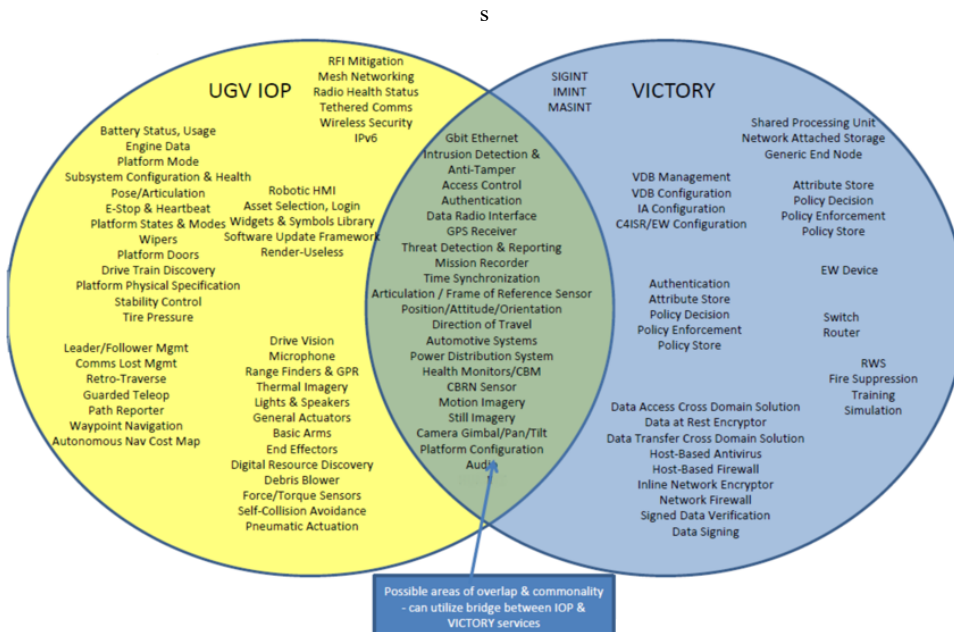 s
UGV IOP
RFI Mitigation
Mesh Networking
Radio Health Status
Tethered Comms
Wireless Security
IPv6
Battery Status, Usage
Engine Data
Platform Mode
Subsystem Configuration & Health
Pose/Articulation
E-Stop & Heartbeat
Platform States & Modes
Wipers
Platform Doors
Drive Train Discovery
Platform Physical Specification
Stability Control
Tire Pressure
Robotic HMI
Asset Selection, Login
Widgets & Symbols Library
Software Update Framework
Render-Useless
Leader/Follower Mgmt
Comms Lost Mgmt
Retro-Traverse
Guarded Teleop
Path Reporter
Waypoint Navigation
Autonomous Nav Cost Map
Drive Vision
Microphone
Range Finders & GPR
Thermal Imagery
Lights & Speakers
General Actuators
Basic Arms
End Effectors
Digital Resource Discovery
Debris Blower
Force/Torque Sensors
Self-Collision Avoidance
Pneumatic Actuation
Gbit Ethernet
Intrusion Detection &
Anti-Tamper
Access Control
Authentication
Data Radio Interface
GPS Receiver
Threat Detection & Reporting
Mission Recorder
Time Synchronization
Articulation / Frame of Reference Sensor
Position/Attitude/Orientation
Direction of Travel
Automotive Systems
Power Distribution System
Health Monitors/CBM
CBRN Sensor
Motion Imagery
Still Imagery
Camera Gimbal/Pan/Tilt
Platform Configuration
Audio
SIGINT
IMINT
MASINT
VICTORY
Shared Processing Unit
Network Attached Storage
Generic End Node
VDB Management
VDB Configuration
IA Configuration
C4ISR/EW Configuration
Attribute Store
Policy Decision
Policy Enforcement
Policy Store
EW Device
Authentication
Attribute Store
Policy Decision
Policy Enforcement
Policy Store
Switch
Router
RWS
Fire Suppression
Training
Simulation
Data Access Cross Domain Solution
Data at Rest Encryptor
Data Transfer Cross Domain Solution
Host-Based Antivirus
Host-Based Firewall
Inline Network Encryptor
Network Firewall
Signed Data Verification
Data Signing
Possible areas of overlap & commonality
- can utilize bridge between IOP &
VICTORY services